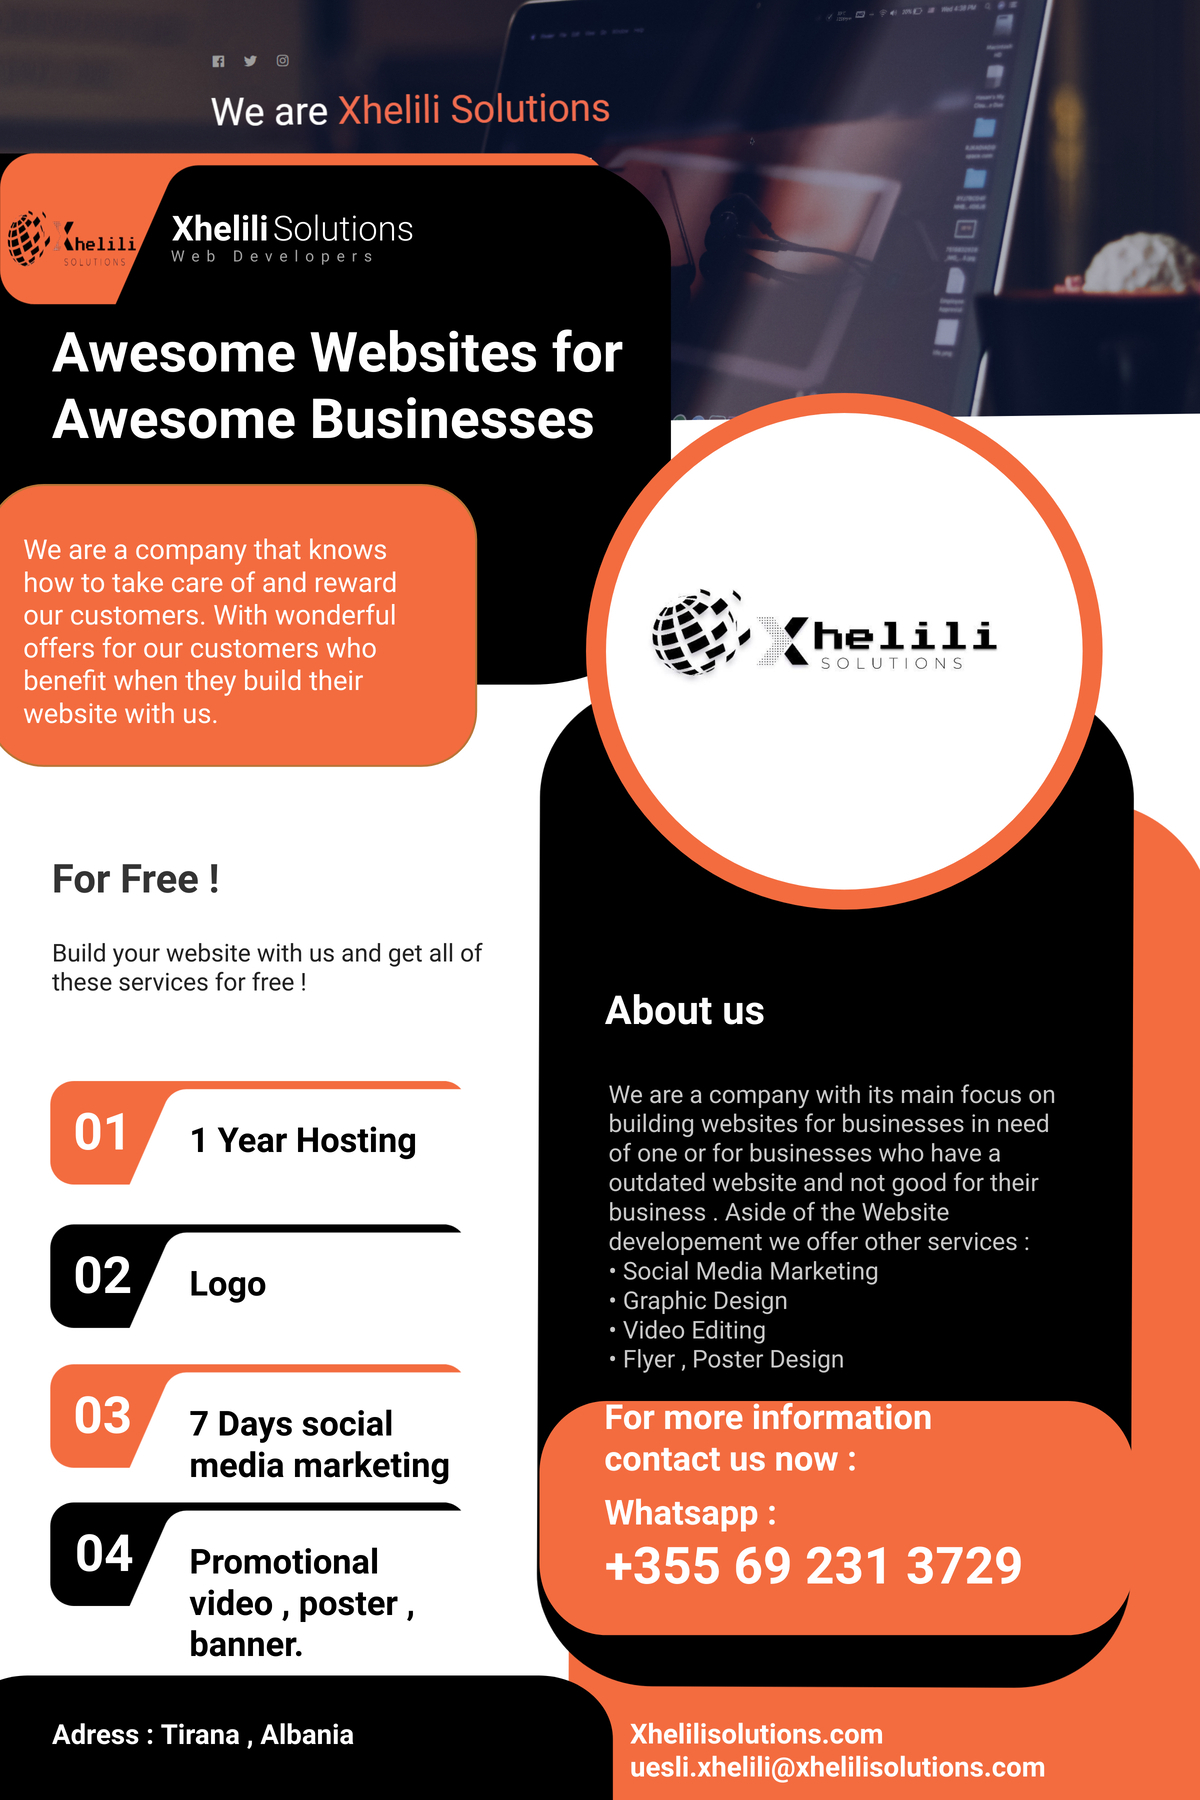 We are Xhelili Solutions
Xhelili
SOLUTIONS
Xhelili Solutions
Web Developers
Awesome Websites for
Awesome Businesses
We are a company that knows
how to take care of and reward
our customers. With wonderful
offers for our customers who
benefit when they build their
website with us.
Xhelili
SOLUTIONS
For Free !
Build your website with us and get all of
these services for free !
01
1 Year Hosting
02
Logo
03
7 Days social
media marketing
04
Promotional
video , poster ,
banner.
About us
We are a company with its main focus on
building websites for businesses in need
of one or for businesses who have a
outdated website and not good for their
business . Aside of the Website
developement we offer other services :
• Social Media Marketing
• Graphic Design
• Video Editing
• Flyer , Poster Design
For more information
contact us now :
Whatsapp :
+355 69 231 3729
Adress : Tirana , Albania
Xhelilisolutions.com
uesli.xhelili@xhelilisolutions.com